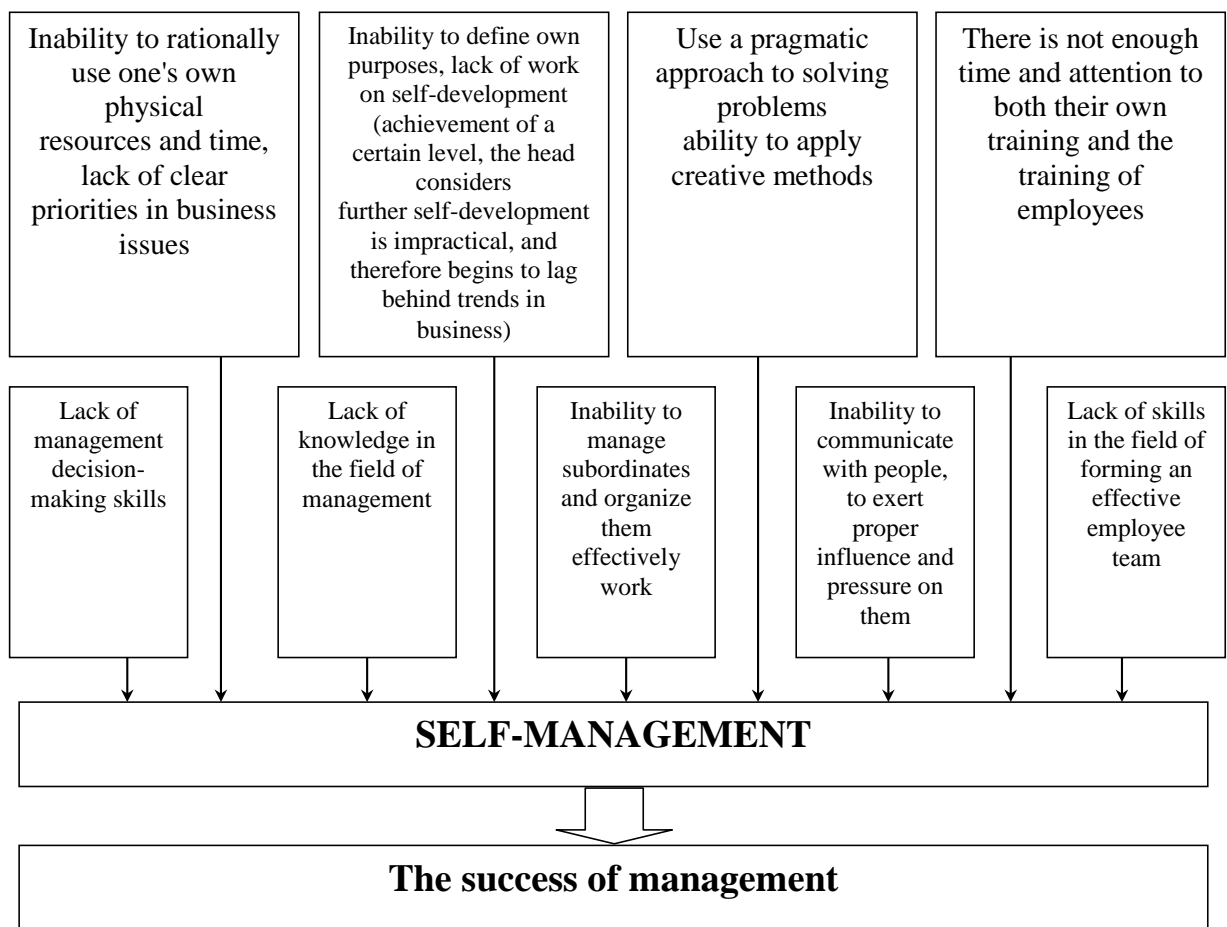 Inability to rationally
use one's own
physical
resources and time,
lack of clear
priorities in business
issues
Inability to define own
purposes, lack of work
on self-development
(achievement of a
certain level, the head
considers
further self-development
is impractical, and
therefore begins to lag
behind trends in
business)
Use a pragmatic
approach to solving
problems
ability to apply
creative methods
There is not enough
time and attention to
both their own
training and the
training of
employees
Lack of
management
decision-
making skills
Lack of
knowledge in
the field of
management
Inability to
manage
subordinates
and organize
them
effectively
work
Inability to
communicate
with people,
to exert
proper
influence and
pressure on
them
Lack of skills
in the field of
forming an
effective
employee
team
SELF-MANAGEMENT
The success of management